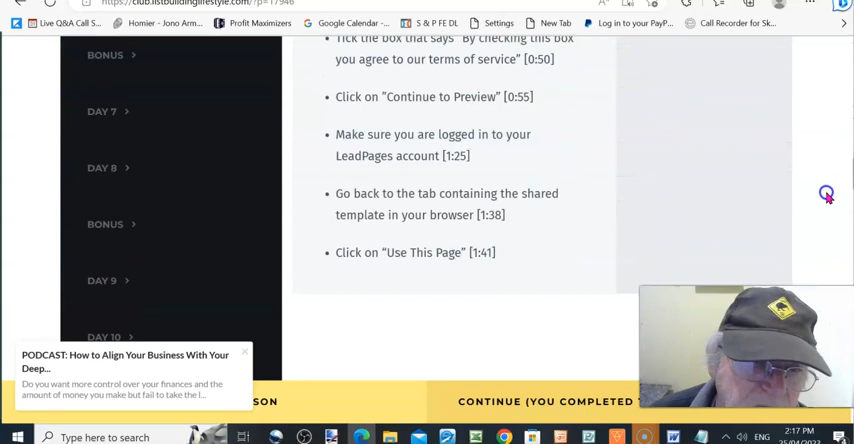 club.listbuildinglifestyle.com/?p=17946
Live Q&A Call S...
Homier - Jono Arm...
Profit Maximizers
Google Calendar -...
S & P FE DL
Settings
New Tab
Log in to your PayP...
Call Recorder for Sk...
BONUS >
DAY 7 >
DAY 8 >
BONUS >
DAY 9 >
DAY 10 >
Tick the box that says "By checking this box
you agree to our terms of service" [0:50]
• Click on "Continue to Preview" [0:55]
• Make sure you are logged in to your
LeadPages account [1:25]
• Go back to the tab containing the shared
template in your browser [1:38]
• Click on "Use This Page" [1:41]
PODCAST: How to Align Your Business With Your
Deep...
Do you want more control over your finances and the
amount of money you make but fail to take the l...
SON
CONTINUE (YOU COMPLETED
Type here to search
ENG
2:17 PM
25/04/2023